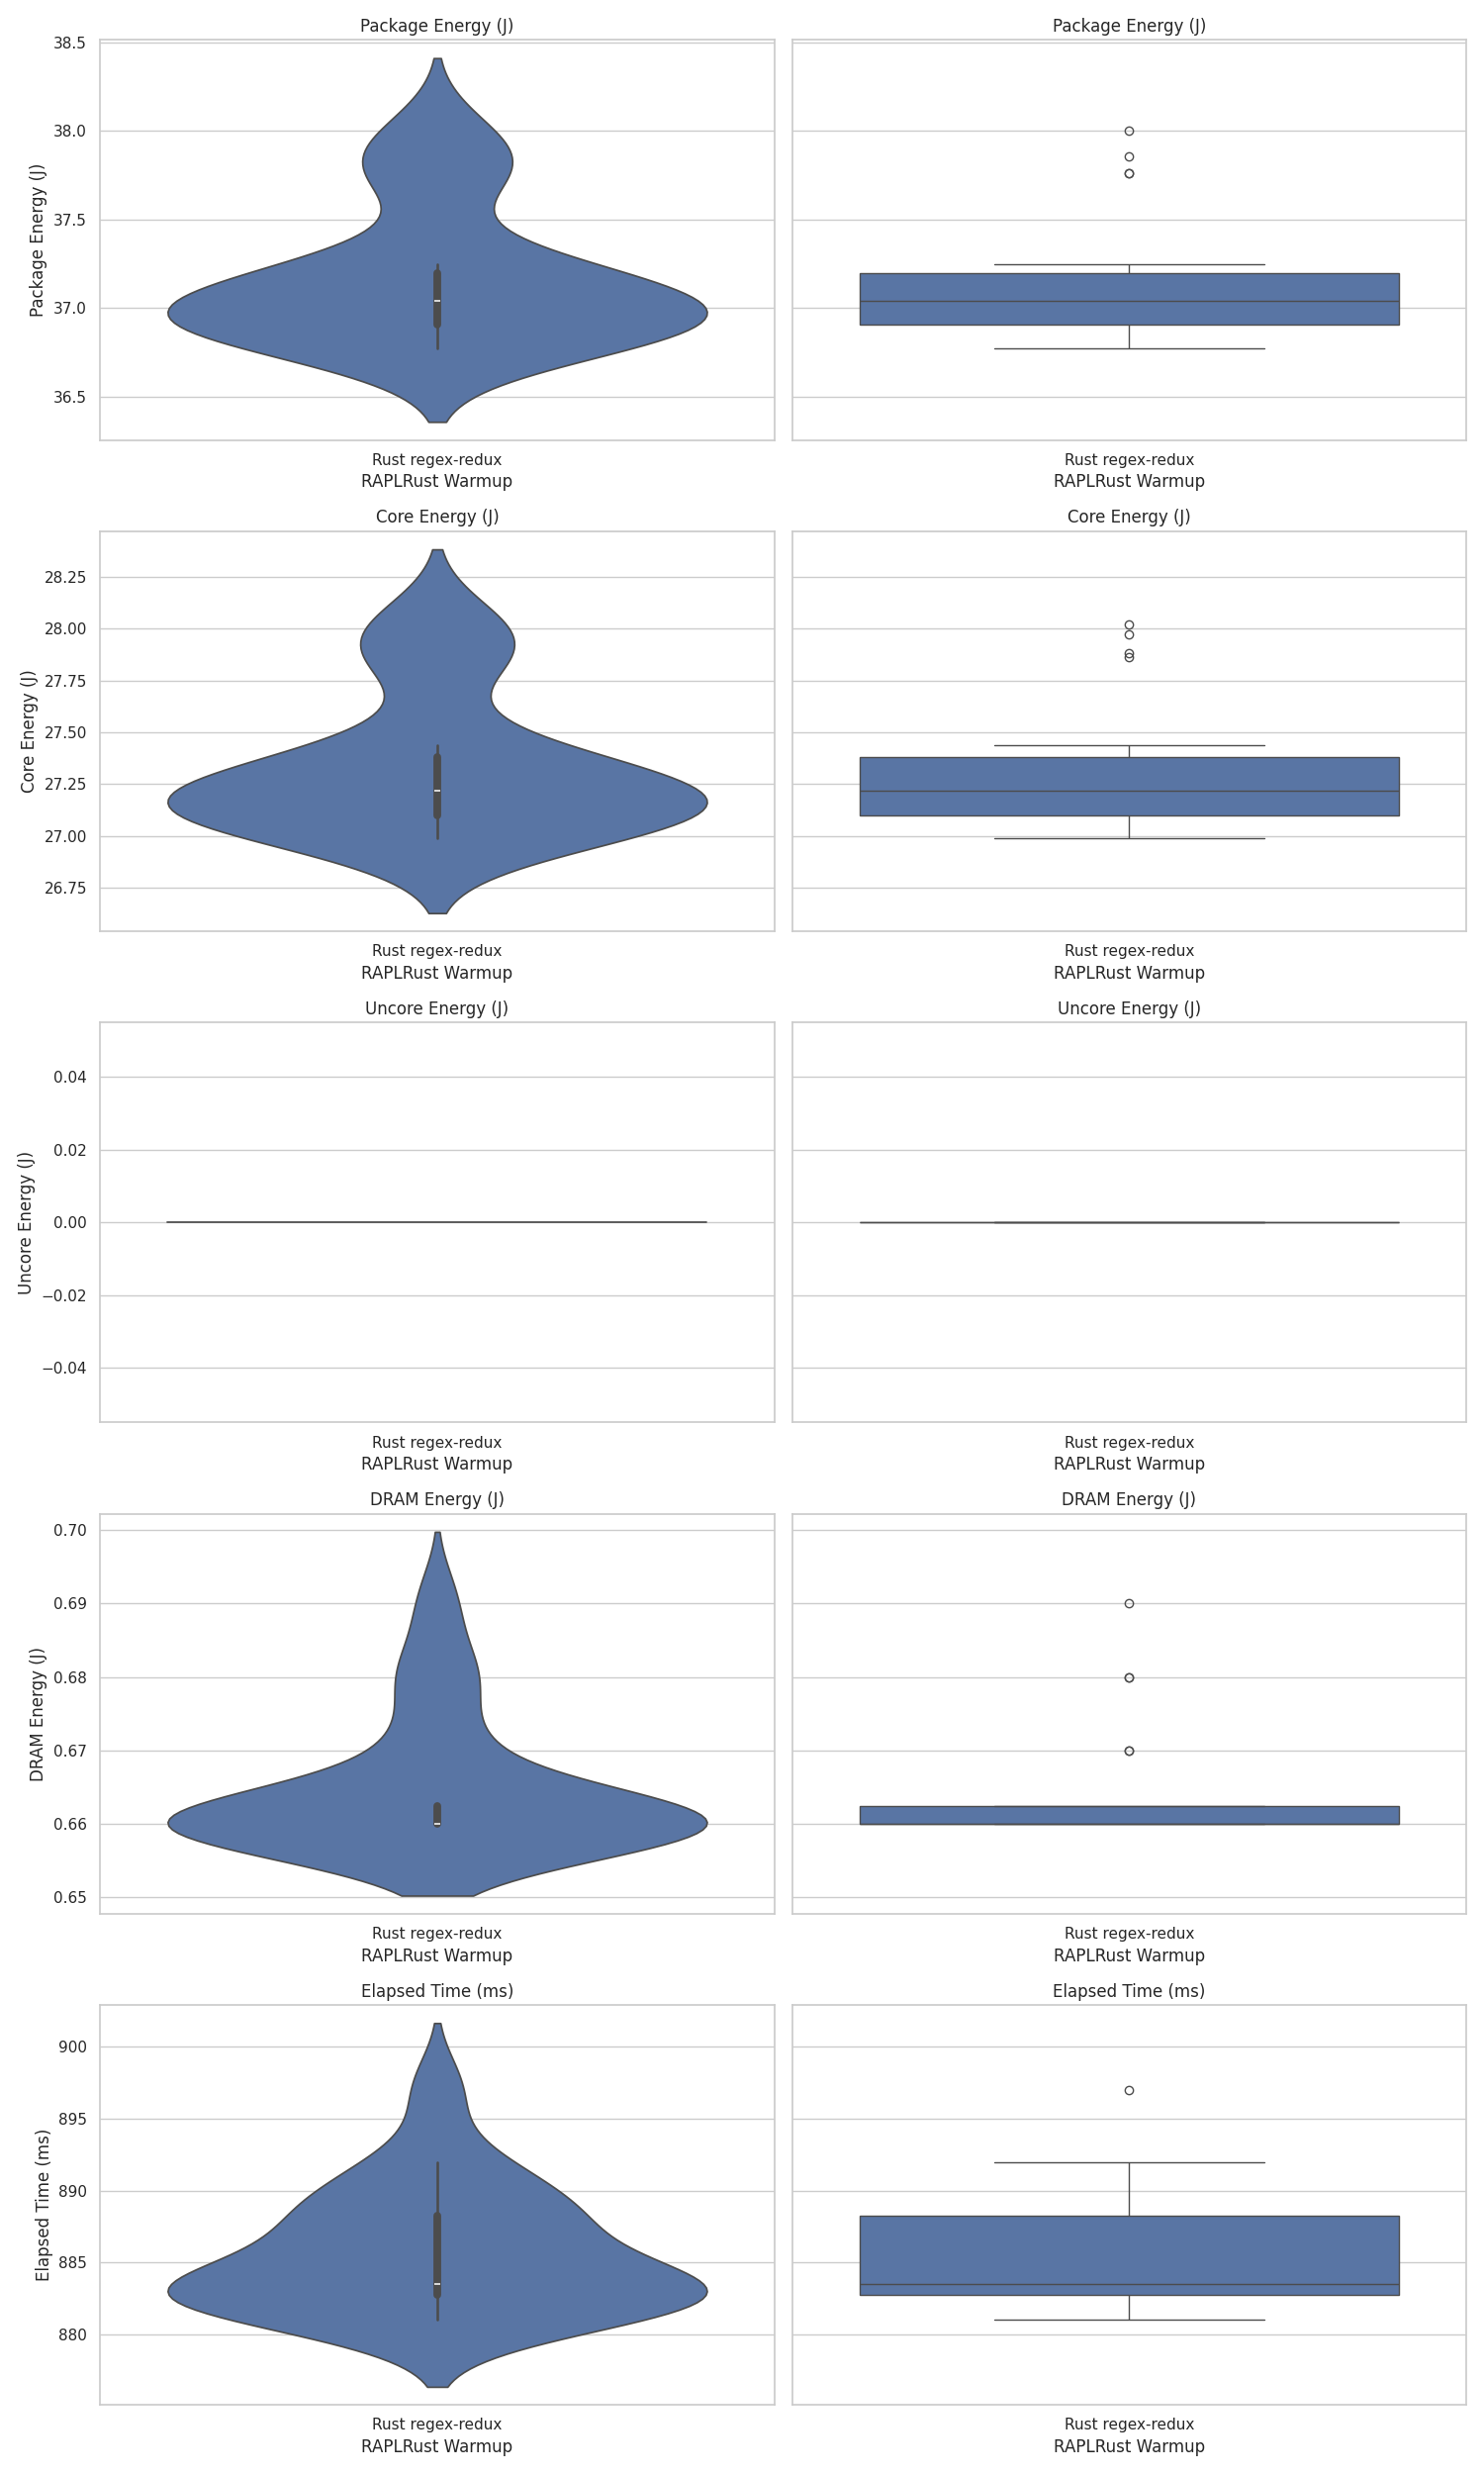 Package Energy (J)
Package Energy (J)
Package Energy (J)
38.5
38.0
37.5
37.0
36.5
Rust regex-redux
RAPLRust Warmup
Rust regex-redux
RAPLRust Warmup
Core Energy (J)
Core Energy (J)
Core Energy (J)
28.25
28.00
27.75
27.50
27.25
27.00
26.75
Rust regex-redux
RAPLRust Warmup
Rust regex-redux
RAPLRust Warmup
Uncore Energy (J)
Uncore Energy (J)
Uncore Energy (J)
0.04
0.02
0.00
−0.02
−0.04
Rust regex-redux
RAPLRust Warmup
Rust regex-redux
RAPLRust Warmup
DRAM Energy (J)
DRAM Energy (J)
DRAM Energy (J)
0.70
0.69
0.68
0.67
0.66
0.65
Rust regex-redux
RAPLRust Warmup
Rust regex-redux
RAPLRust Warmup
Elapsed Time (ms)
Elapsed Time (ms)
Elapsed Time (ms)
900
895
890
885
880
Rust regex-redux
RAPLRust Warmup
Rust regex-redux
RAPLRust Warmup